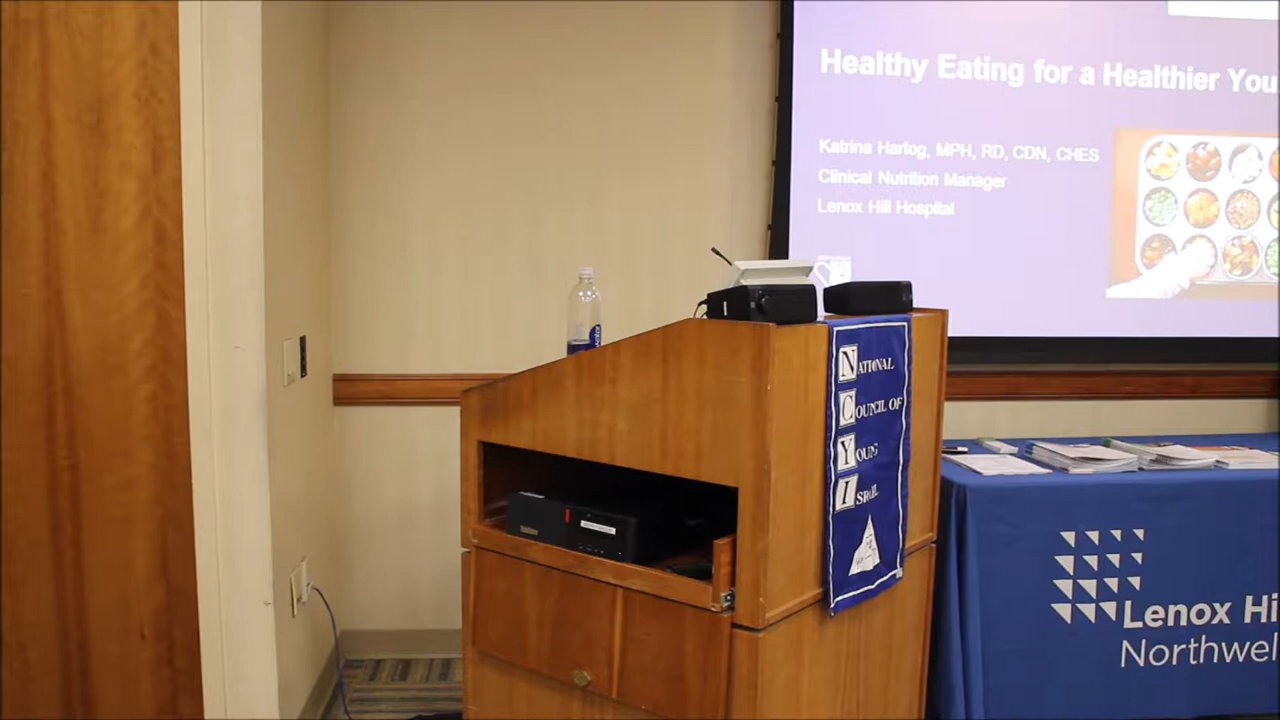 Healthy Eating for a Healthier You
Katrina Hartog, MPH, RD, CDN, CHES
Clinical Nutrition Manager
Lenox Hill Hospital
NATIONAL
COUNCIL OF
YOUNG
ISRAEL
Lenox Hi
Northwel